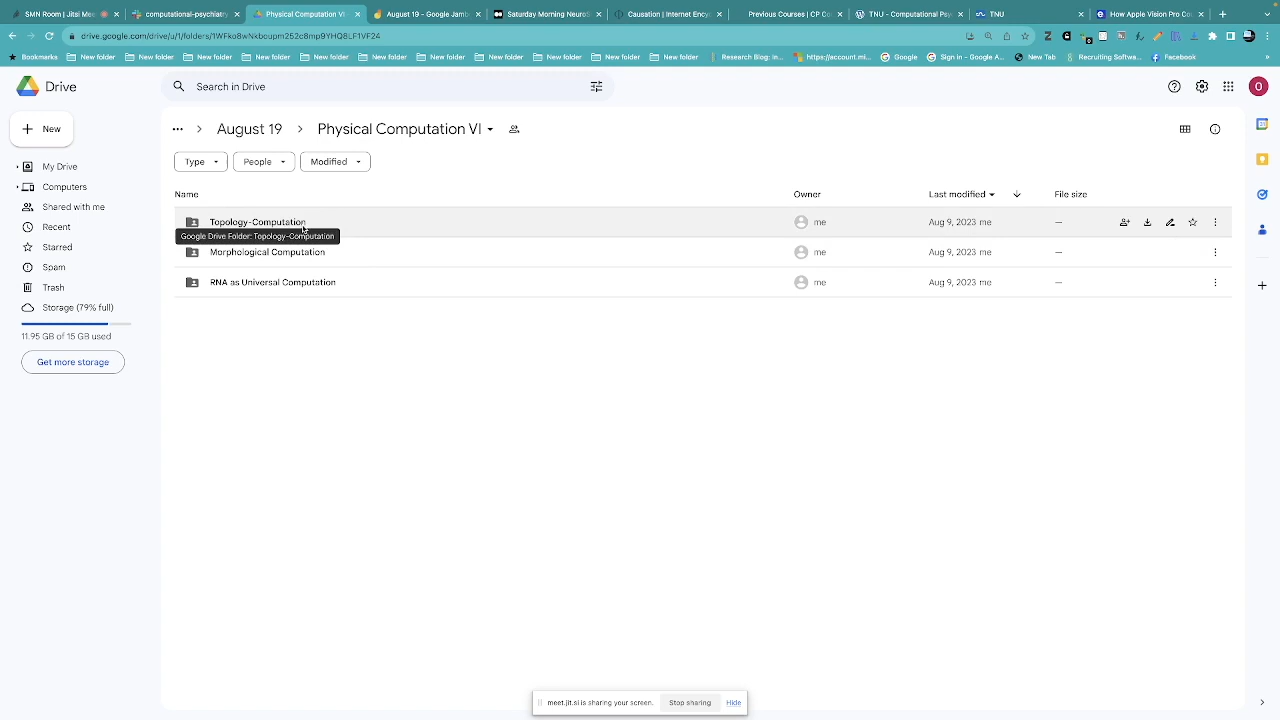 SMN Room | Jitsi Mee
computational-psychiatry
Physical Computation VI
August 19 - Google Jamb
Saturday Morning NeuroSi
Causation | Internet Ency
Previous Courses | CP Co
TNU - Computational Psy
TNU
How Apple Vision Pro Cou
drive.google.com/drive/u/1/folders/1WFko8wNkbcupm252c8mp9YHQ8LF1VF24
Bookmarks
New folder
New folder
New folder
New folder
New folder
New folder
New folder
New folder
New folder
New folder
New folder
Research Blog: In...
https://account.mi...
Google
Sign in - Google A...
New Tab
Recruiting Softwa...
Facebook
Drive
Search in Drive
O
New
... > August 19 > Physical Computation VI
Type
People
Modified
My Drive
Computers
Shared with me
Recent
Starred
Spam
Trash
Storage (79% full)
11.95 GB of 15 GB used
Get more storage
Name Owner Last modified File size
Topology-Computation me Aug 9, 2023 me —
Google Drive Folder: Topology-Computation
Morphological Computation me Aug 9, 2023 me —
RNA as Universal Computation me Aug 9, 2023 me —
meet.jit.si is sharing your screen. Stop sharing Hide